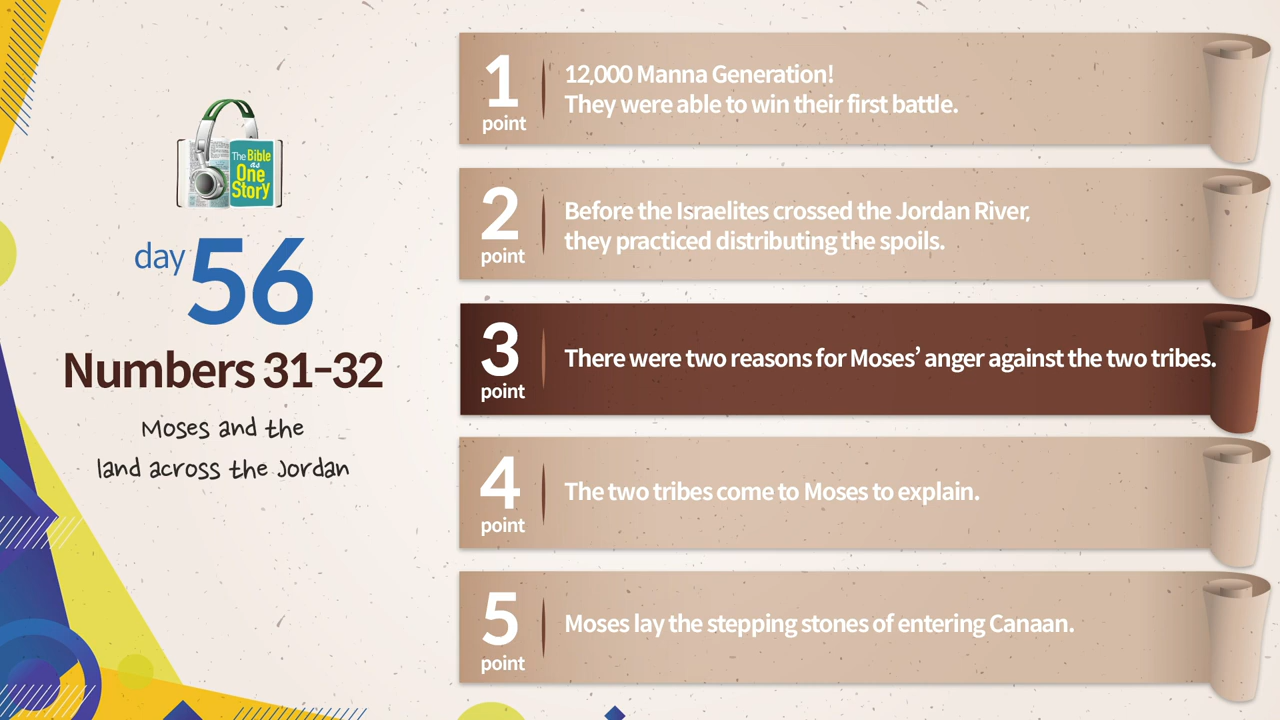 The Bible
as
One
Story
day 56
Numbers 31-32
Moses and the
land across the Jordan
1
point
12,000 Manna Generation!
They were able to win their first battle.
2
point
Before the Israelites crossed the Jordan River,
they practiced distributing the spoils.
3
point
There were two reasons for Moses’ anger against the two tribes.
4
point
The two tribes come to Moses to explain.
5
point
Moses lay the stepping stones of entering Canaan.